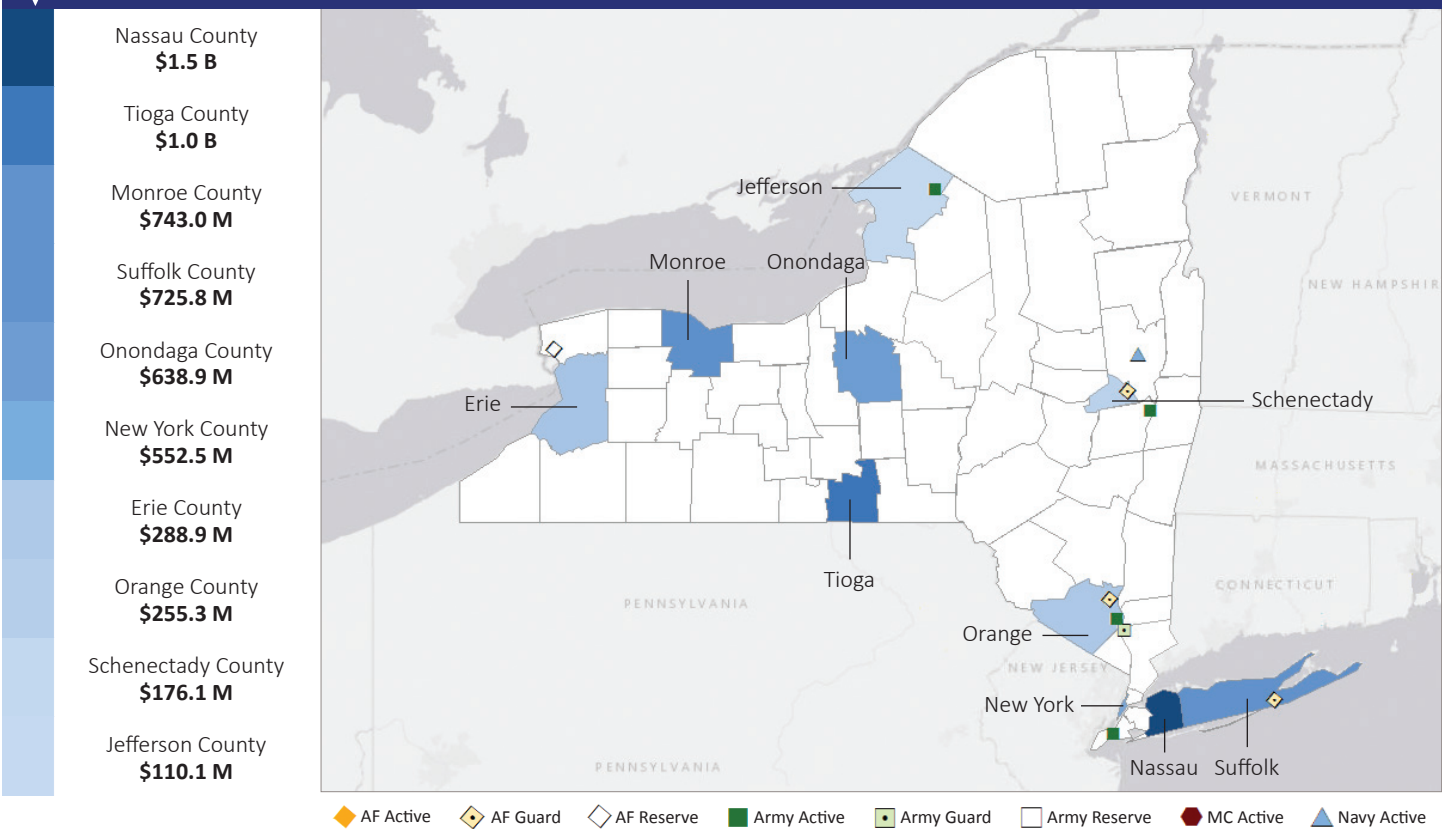 Nassau County
$1.5 B
Tioga County
$1.0 B
Monroe County
$743.0 M
Suffolk County
$725.8 M
Onondaga County
$638.9 M
New York County
$552.5 M
Erie County
$288.9 M
Orange County
$255.3 M
Schenectady County
$176.1 M
Jefferson County
$110.1 M
Jefferson
VERMONT
Monroe
Onondaga
NEW HAMPSHIR
Erie
Schenectady
MASSACHUSETTS
Tioga
CONNECTICUT
PENNSYLVANIA
Orange
NEW JERSEY
New York
PENNSYLVANIA
Nassau
Suffolk
AF Active
AF Guard
AF Reserve
Army Active
Army Guard
Army Reserve
MC Active
Navy Active